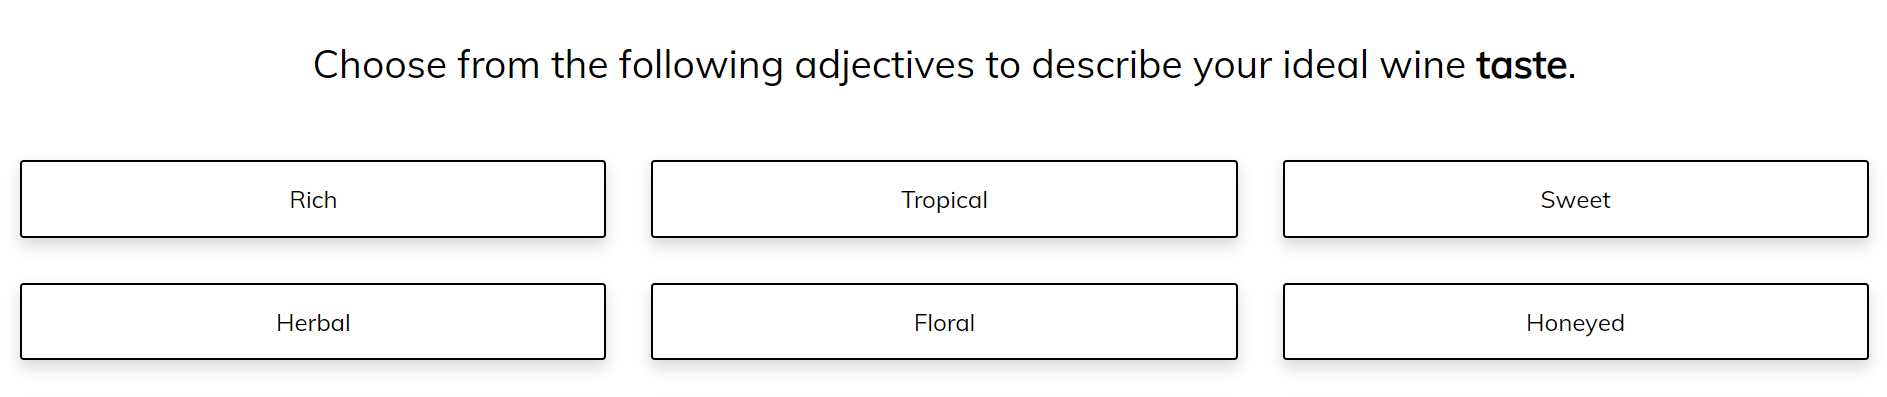 Choose from the following adjectives to describe your ideal wine taste.
Rich
Tropical
Sweet
Herbal
Floral
Honeyed